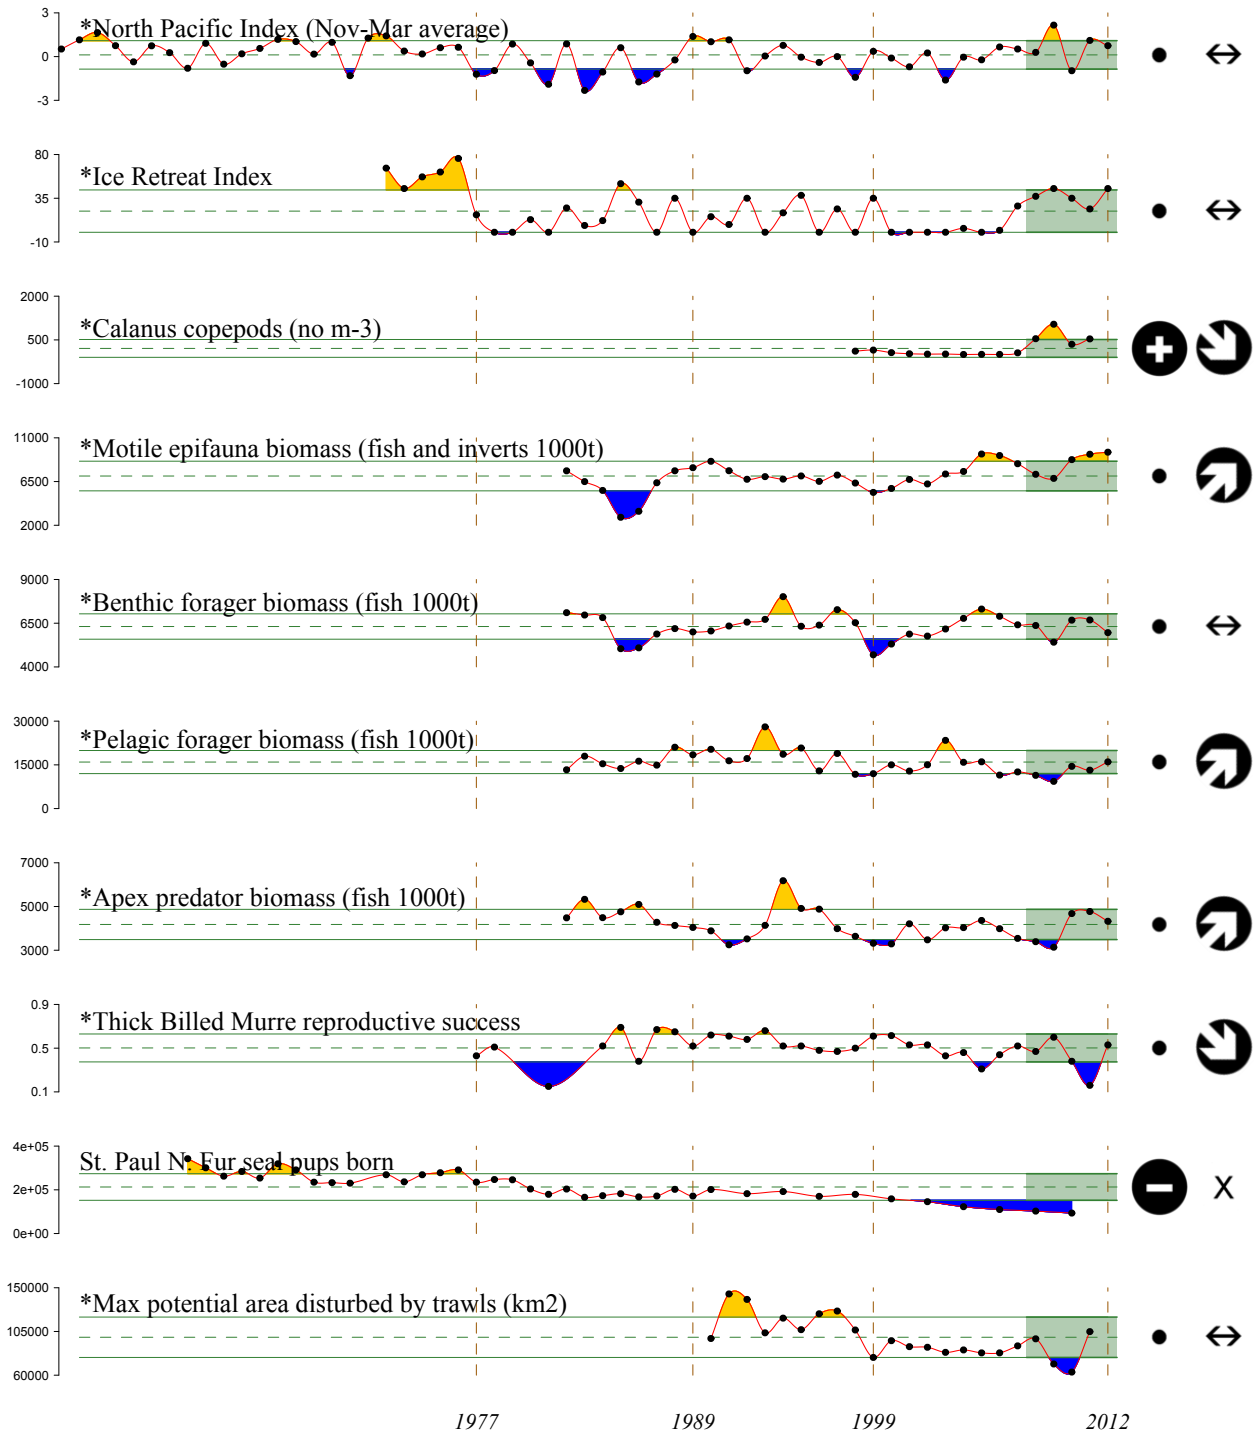 *North Pacific Index (Nov-Mar average)
3
0
-3
*Ice Retreat Index
80
35
-10
*Calanus copepods (no m-3)
2000
500
-1000
*Motile epifauna biomass (fish and inverts 1000t)
11000
6500
2000
*Benthic forager biomass (fish 1000t)
9000
6500
4000
*Pelagic forager biomass (fish 1000t)
30000
15000
0
*Apex predator biomass (fish 1000t)
7000
5000
3000
*Thick Billed Murre reproductive success
0.9
0.5
0.1
St. Paul N. Fur seal pups born
4e+05
2e+05
0e+00
X
*Max potential area disturbed by trawls (km2)
150000
105000
60000
1977 1989 1999 2012